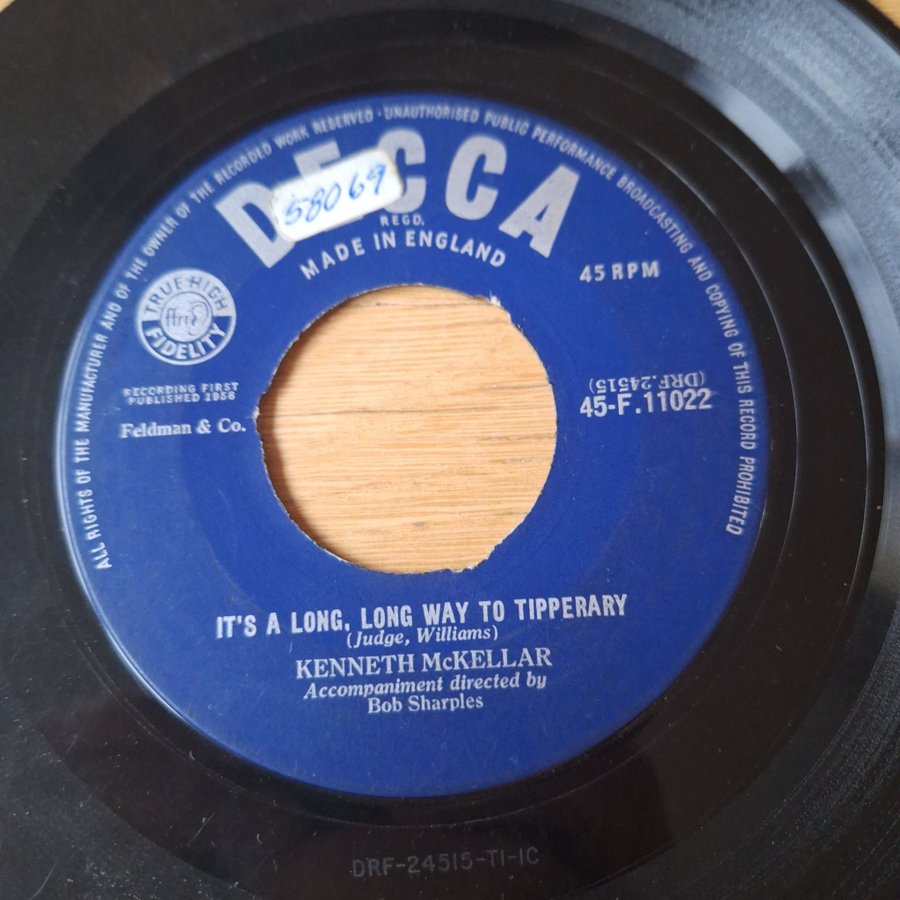 ALL RIGHTS OF THE MANUFACTURER AND OF THE OWNER OF THE RECORDED WORK RESERVED · UNAUTHORISED PUBLIC PERFORMANCE BROADCASTING AND COPYING OF THIS RECORD PROHIBITED
DECCA
58069
REGD.
MADE IN ENGLAND
45 RPM
TRUE HIGH
ffrr
FIDELITY
RECORDING FIRST
PUBLISHED 1958
Feldman & Co.
(DRF.24515)
45-F.11022
IT'S A LONG, LONG WAY TO TIPPERARY
(Judge, Williams)
KENNETH McKELLAR
Accompaniment directed by
Bob Sharples
DRF-24515-T1-1C